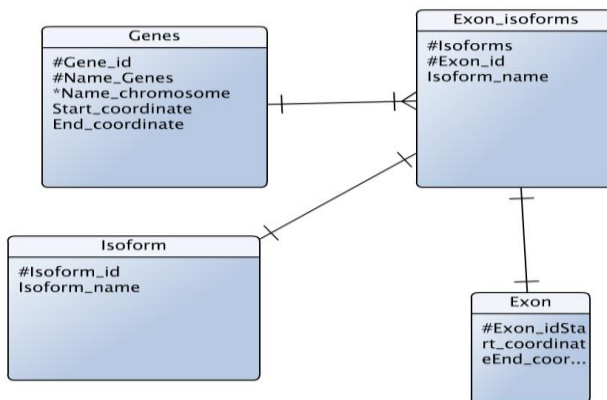 Genes
#Gene_id
#Name_Genes
*Name_chromosome
Start_coordinate
End_coordinate
Exon_isoforms
#Isoforms
#Exon_id
Isoform_name
Isoform
#Isoform_id
Isoform_name
Exon
#Exon_idSta
rt_coordinat
eEnd_coor...